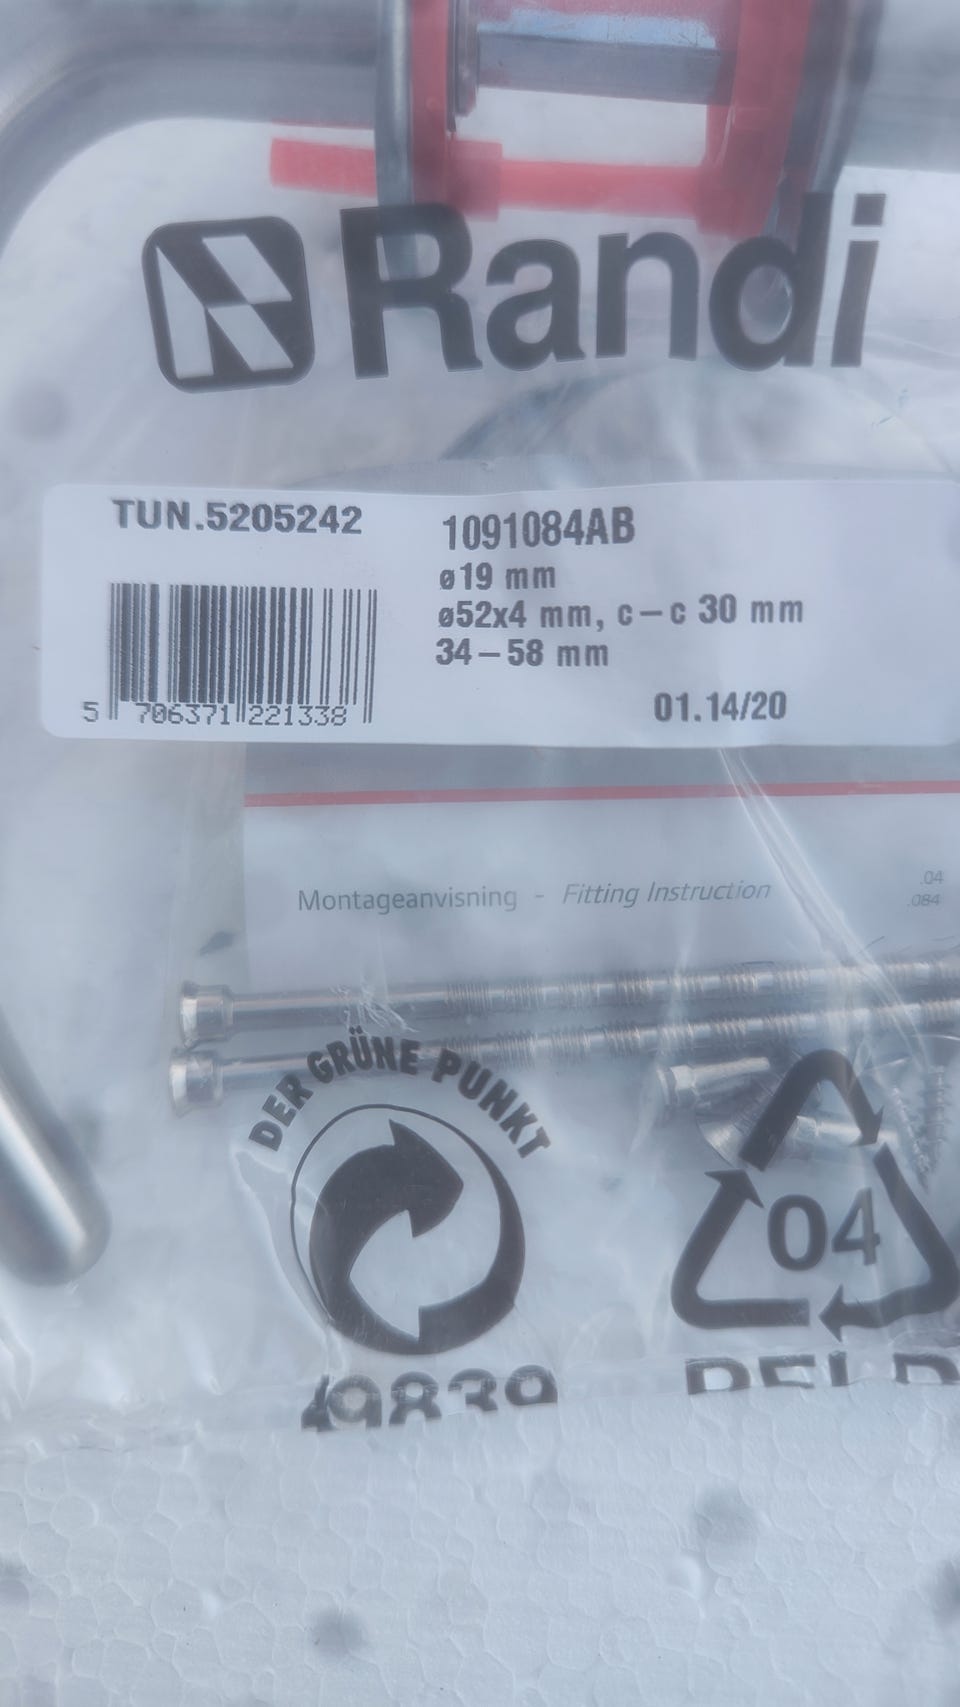 Randi
TUN.5205242
1091084AB
ø19 mm
ø52x4 mm, c–c 30 mm
34–58 mm
5 706371 221338
01.14/20
Montageanvisning - Fitting Instruction
.04
.084
DER GRÜNE PUNKT
04
49839